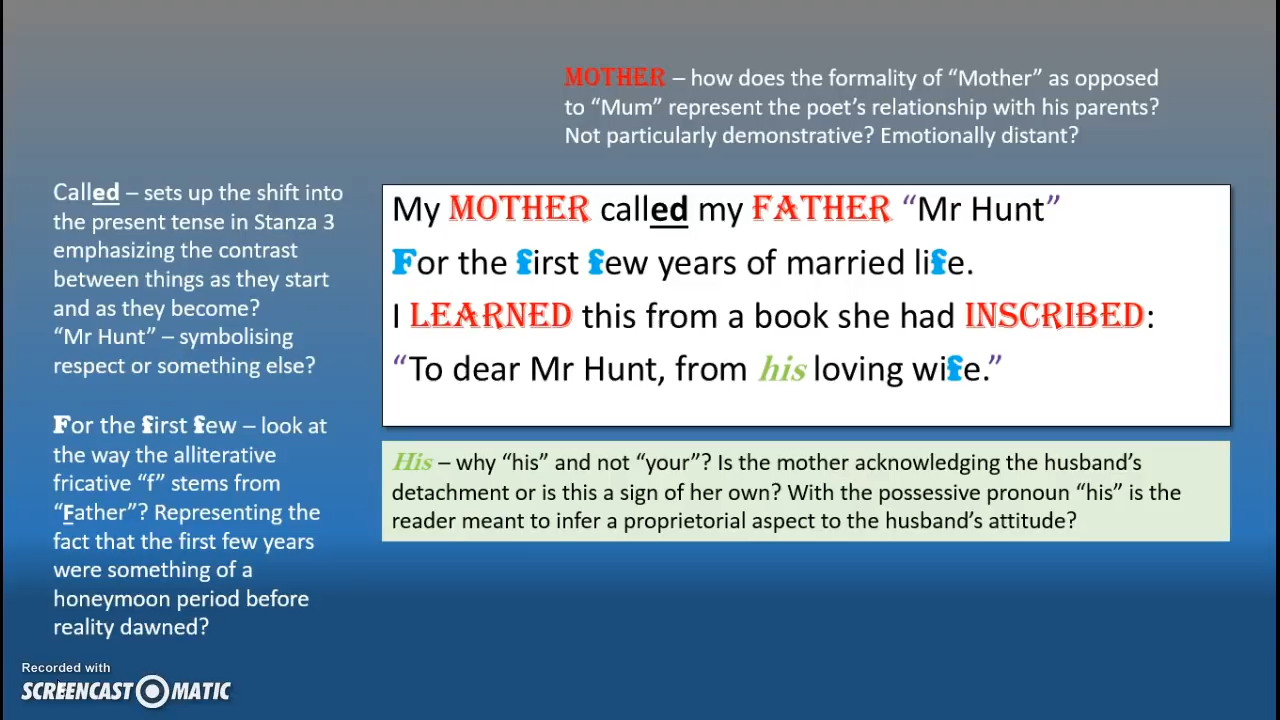 MOTHER – how does the formality of “Mother” as opposed
to “Mum” represent the poet’s relationship with his parents?
Not particularly demonstrative? Emotionally distant?
Called – sets up the shift into
the present tense in Stanza 3
emphasizing the contrast
between things as they start
and as they become?
“Mr Hunt” – symbolising
respect or something else?
For the first few – look at
the way the alliterative
fricative “f” stems from
“Father”? Representing the
fact that the first few years
were something of a
honeymoon period before
reality dawned?
My MOTHER called my FATHER “Mr Hunt”
For the first few years of married life.
I LEARNED this from a book she had INSCRIBED:
“To dear Mr Hunt, from his loving wife.”
His – why “his” and not “your”? Is the mother acknowledging the husband’s
detachment or is this a sign of her own? With the possessive pronoun “his” is the
reader meant to infer a proprietorial aspect to the husband’s attitude?
Recorded with
SCREENCAST O MATIC